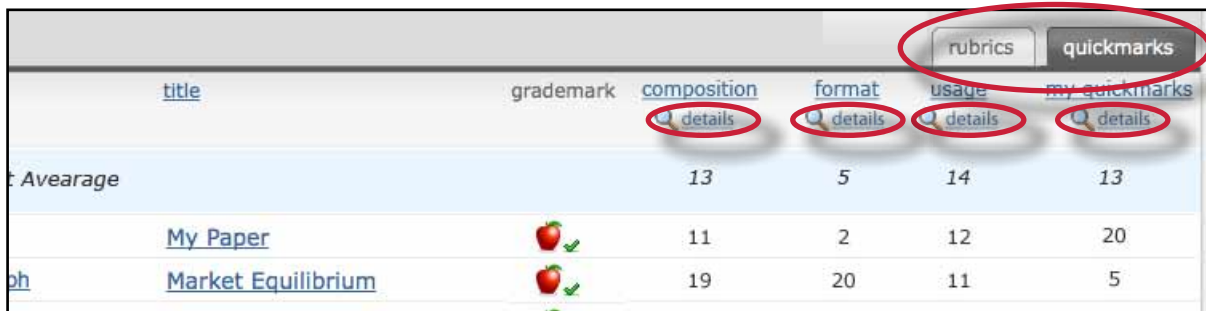 rubrics quickmarks
title grademark composition format usage my quickmarks
details details details details
t Avearage 13 5 14 13
My Paper 11 2 12 20
ph Market Equilibrium 19 20 11 5